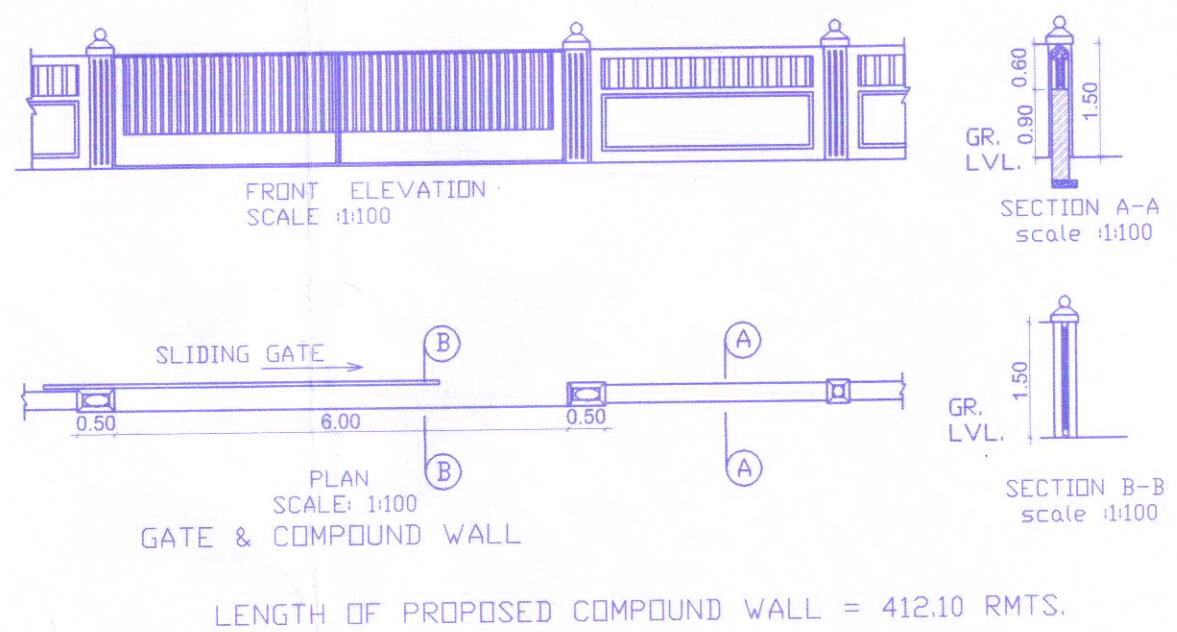 FRONT ELEVATION
SCALE :1:100
0.60
0.90
1.50
GR.
LVL.
SECTION A-A
scale :1:100
SLIDING GATE
B
A
0.50
6.00
0.50
B
A
PLAN
SCALE: 1:100
GATE & COMPOUND WALL
1.50
GR.
LVL.
SECTION B-B
scale :1:100
LENGTH OF PROPOSED COMPOUND WALL = 412.10 RMTS.